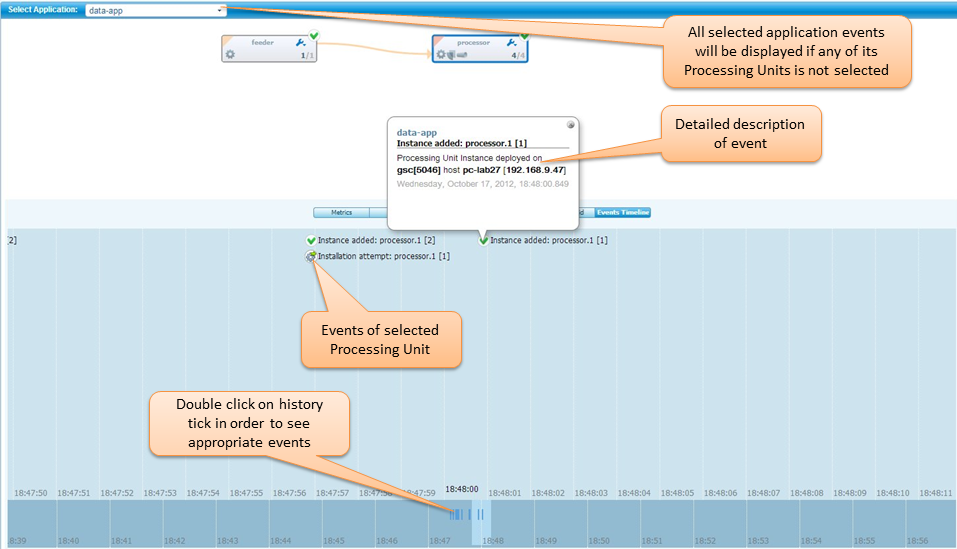 Select Application: data-app
All selected application events
will be displayed if any of its
Processing Units is not selected
feeder
1/1
processor
4/4
Detailed description
of event
data-app
Instance added: processor.1 [1]
Processing Unit Instance deployed on
gsc[5046] host pc-lab27 [192.168.9.47]
Wednesday, October 17, 2012, 18:48:00.849
Metrics
d
Events Timeline
[2]
Instance added: processor.1 [2]
Instance added: processor.1 [1]
Installation attempt: processor.1 [1]
Events of selected
Processing Unit
Double click on history
tick in order to see
appropriate events
18:47:50 18:47:51 18:47:52 18:47:53 18:47:54 18:47:55 18:47:56 18:47:57 18:47:58 18:47:59 18:48:00 18:48:01 18:48:02 18:48:03 18:48:04 18:48:05 18:48:06 18:48:07 18:48:08 18:48:09 18:48:10 18:48:11
8:39 18:40 18:41 18:42 18:43 18:44 18:45 18:46 18:47 18:48 18:49 18:50 18:51 18:52 18:53 18:54 18:55 18:56